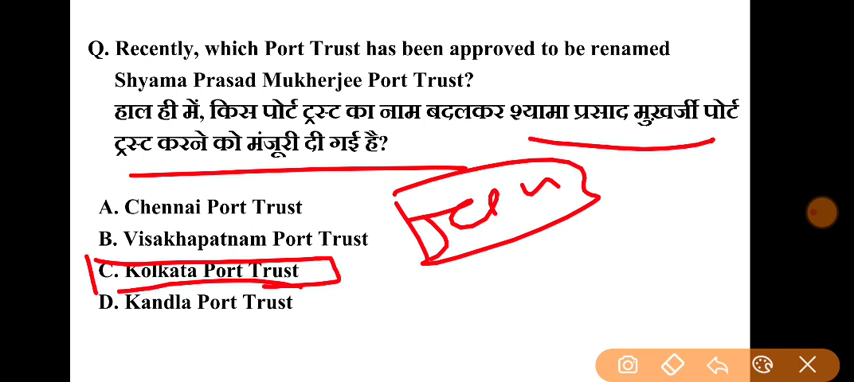 Q. Recently, which Port Trust has been approved to be renamed
Shyama Prasad Mukherjee Port Trust?
हाल ही में, किस पोर्ट ट्रस्ट का नाम बदलकर श्यामा प्रसाद मुखर्जी पोर्ट
ट्रस्ट करने को मंजूरी दी गई है?
A. Chennai Port Trust
B. Visakhapatnam Port Trust
C. Kolkata Port Trust
D. Kandla Port Trust